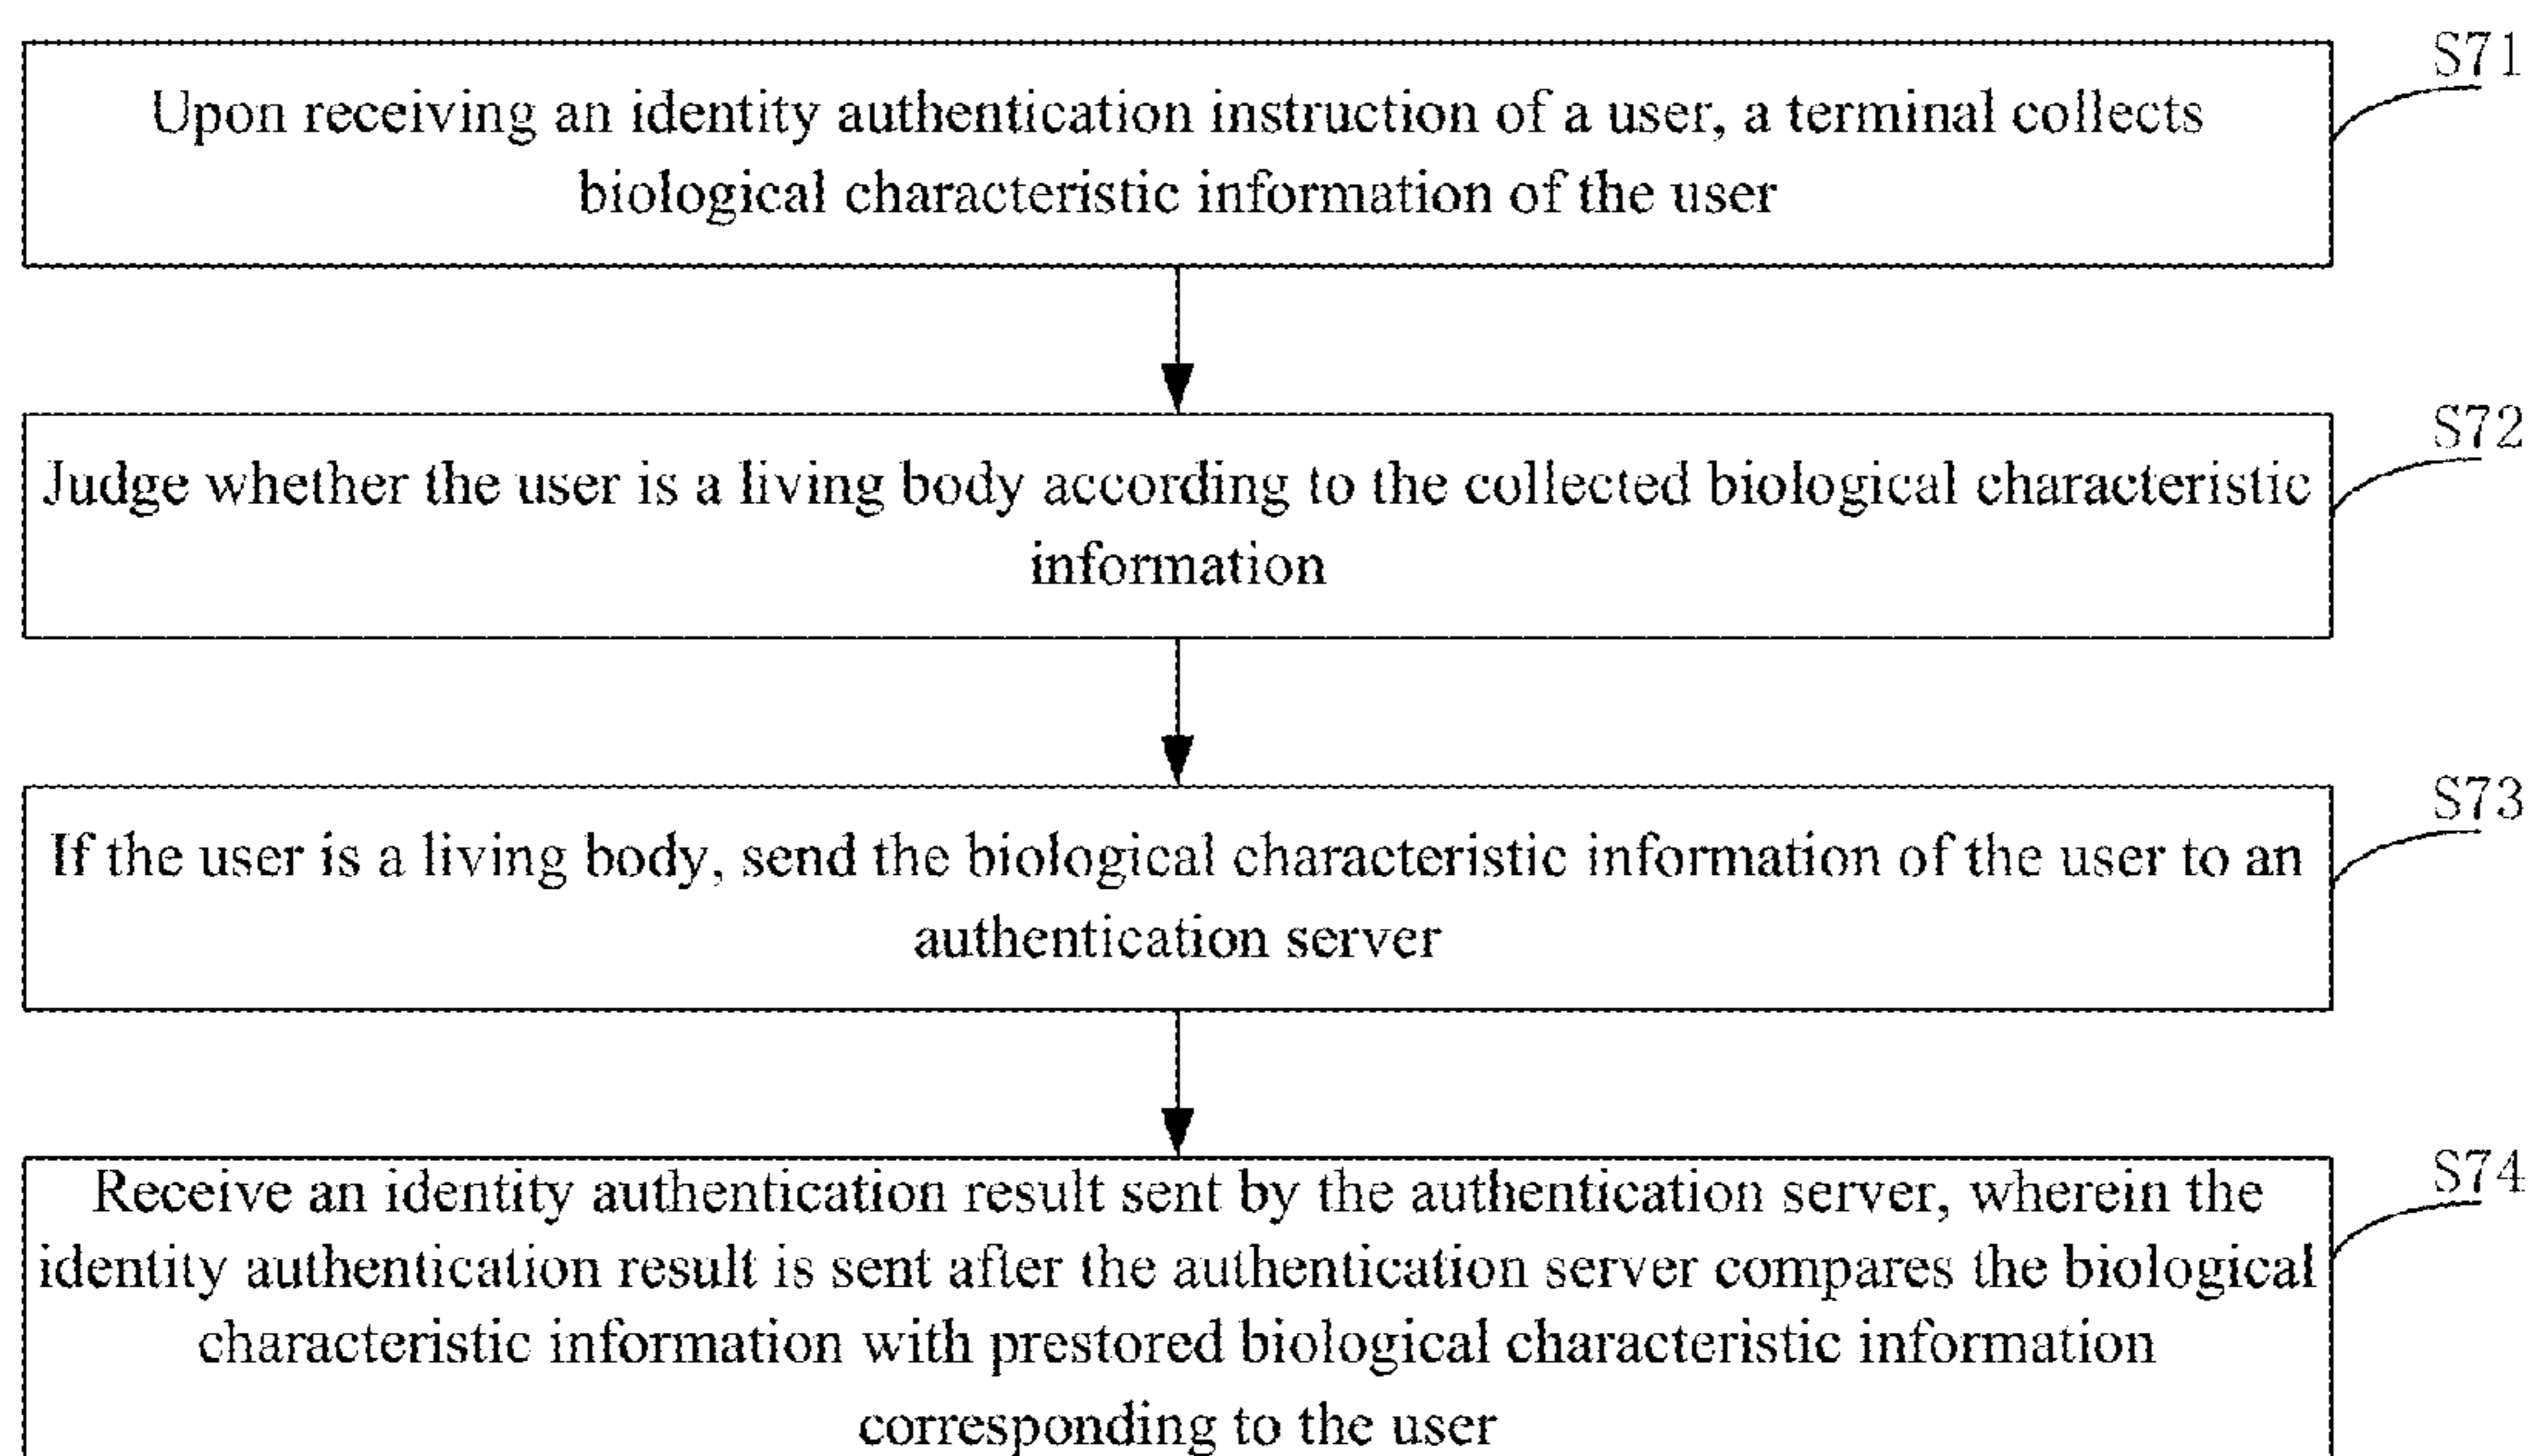 S71
Upon receiving an identity authentication instruction of a user, a terminal collects
biological characteristic information of the user
S72
Judge whether the user is a living body according to the collected biological characteristic
information
S73
If the user is a living body, send the biological characteristic information of the user to an
authentication server
S74
Receive an identity authentication result sent by the authentication server, wherein the
identity authentication result is sent after the authentication server compares the biological
characteristic information with prestored biological characteristic information
corresponding to the user